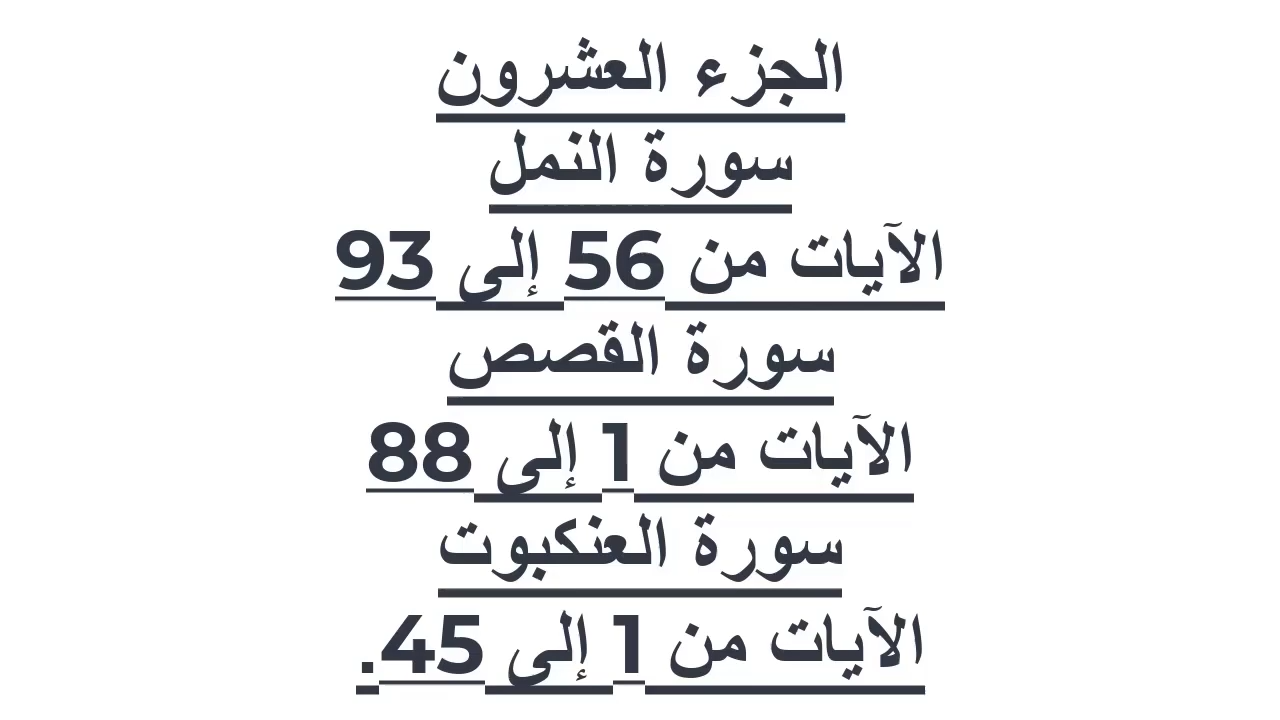 الجزء العشرون
سورة النمل
الآيات من 56 إلى 93
سورة القصص
الآيات من 1 إلى 88
سورة العنكبوت
الآيات من 1 إلى 45.